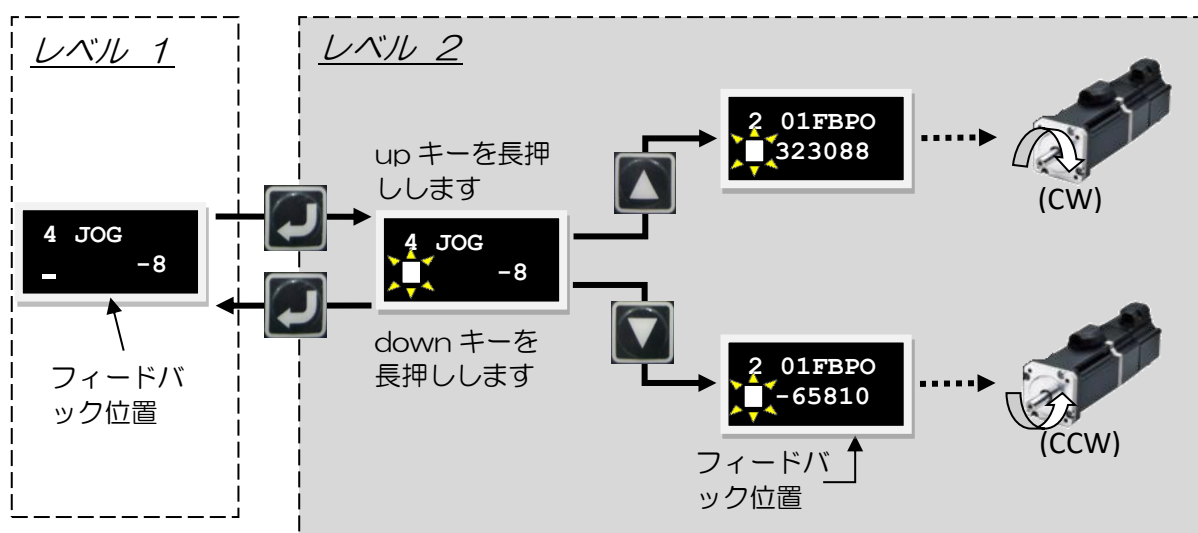 レベル 1
レベル 2
4 JOG
-8
フィードバ
ック位置
up キーを長押
しします
4 JOG
-8
down キーを
長押しします
2 01FBPO
323088
(CW)
2 01FBPO
-65810
(CCW)
フィードバ
ック位置